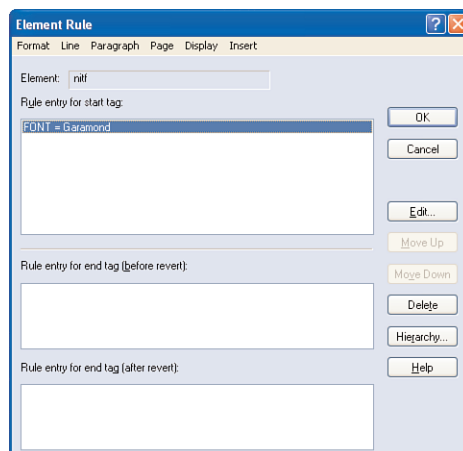 Element Rule
Format Line Paragraph Page Display Insert
Element: nitf
Rule entry for start tag:
FONT = Garamond
OK
Cancel
Edit...
Move Up
Rule entry for end tag (before revert):
Move Down
Delete
Hierarchy...
Rule entry for end tag (after revert):
Help